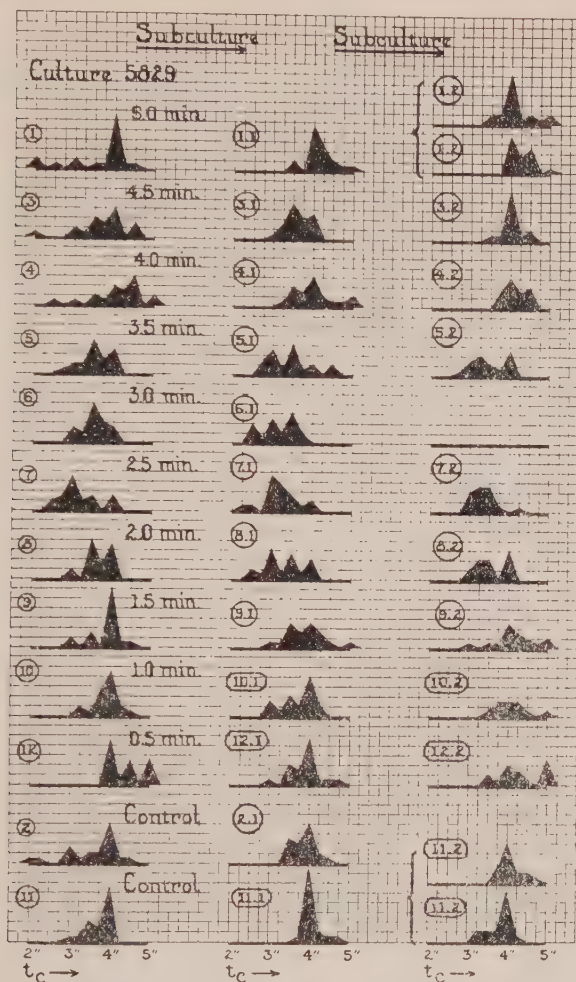 Subculture Subculture
Culture 5829
5.0 min.
1 1.1 1.2
1.2
4.5 min.
3 3.1 3.2
4.0 min.
4 4.1 4.2
3.5 min.
5 5.1 5.2
3.0 min.
6 6.1
2.5 min.
7 7.1 7.2
2.0 min.
8 8.1 8.2
1.5 min.
9 9.1 9.2
1.0 min.
10 10.1 10.2
0.5 min.
12 12.1 12.2
Control
2 2.1 11.2
Control
11 11.1 11.2
2" 3" 4" 5" 2" 3" 4" 5" 2" 3" 4" 5"
tc → tc → tc →